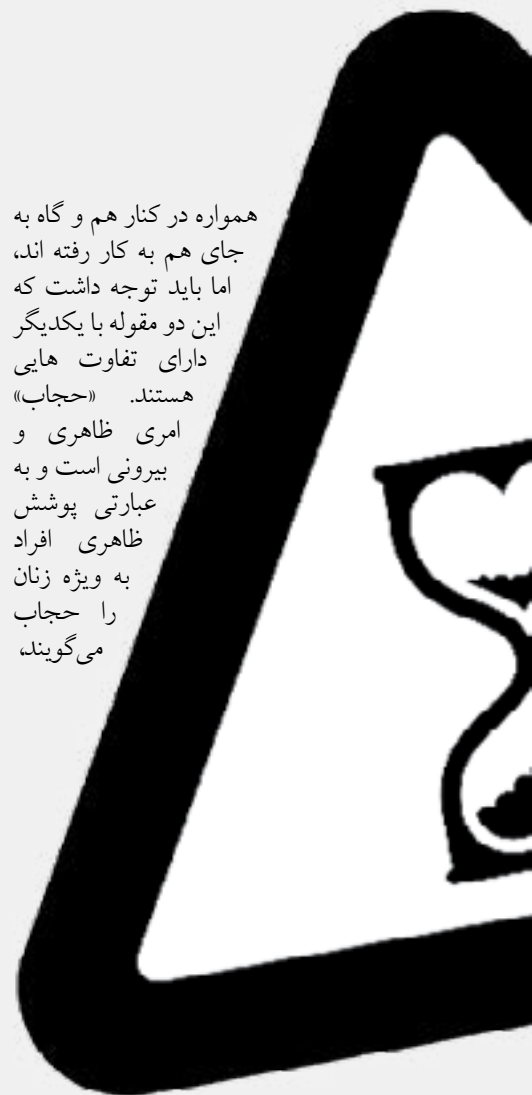 همواره در کنار هم و گاه به
جای هم به کار رفته اند،
اما باید توجه داشت که
این دو مقوله با یکدیگر
دارای تفاوت هایی
هستند. «حجاب»
امری ظاهری و
بیرونی است و به
عبارتی پوشش
ظاهری افراد
به ویژه زنان
را حجاب
می‌گویند،